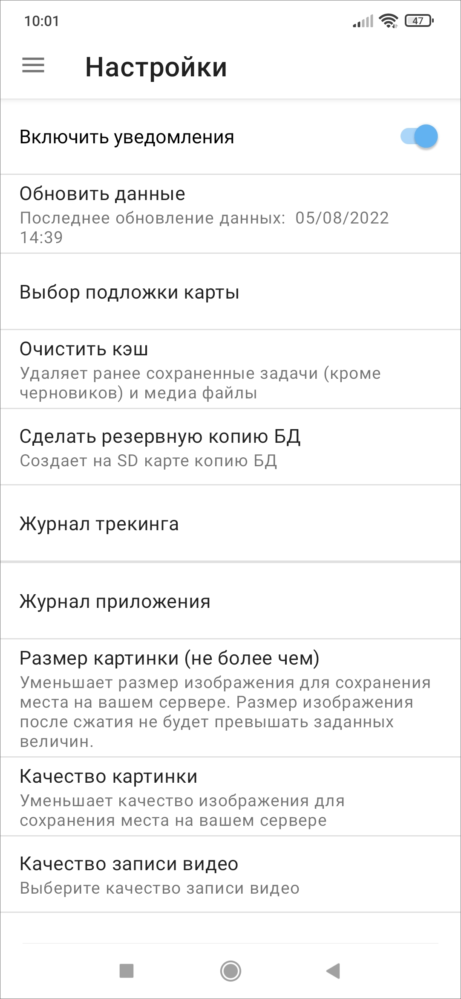 10:01
47
Настройки
Включить уведомления
Обновить данные
Последнее обновление данных: 05/08/2022
14:39
Выбор подложки карты
Очистить кэш
Удаляет ранее сохраненные задачи (кроме
черновиков) и медиа файлы
Сделать резервную копию БД
Создает на SD карте копию БД
Журнал трекинга
Журнал приложения
Размер картинки (не более чем)
Уменьшает размер изображения для сохранения
места на вашем сервере. Размер изображения
после сжатия не будет превышать заданных
величин.
Качество картинки
Уменьшает качество изображения для
сохранения места на вашем сервере
Качество записи видео
Выберите качество записи видео